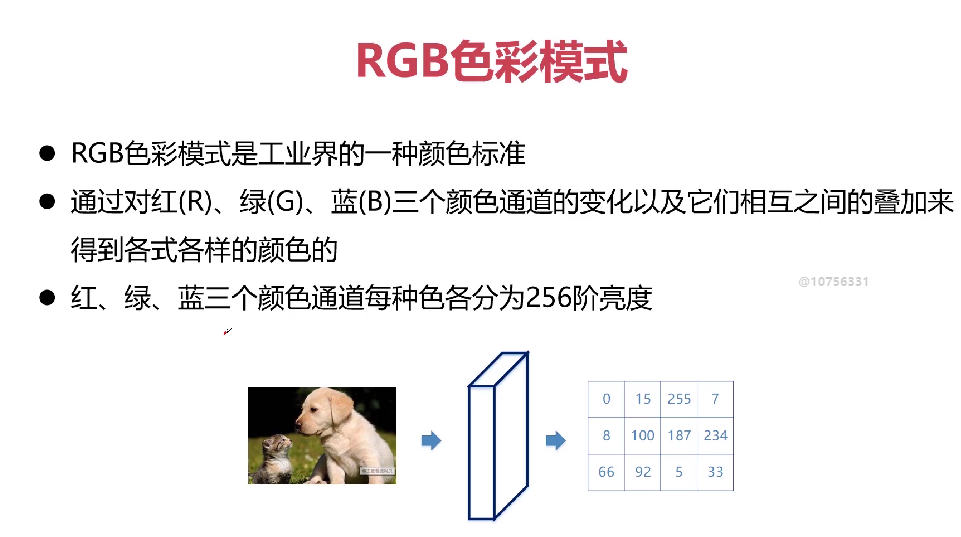 RGB色彩模式
● RGB色彩模式是工业界的一种颜色标准
● 通过对红(R)、绿(G)、蓝(B)三个颜色通道的变化以及它们相互之间的叠加来
得到各式各样的颜色的
@10756331
● 红、绿、蓝三个颜色通道每种色各分为256阶亮度
0 15 255 7
8 100 187 234
66 92 5 33